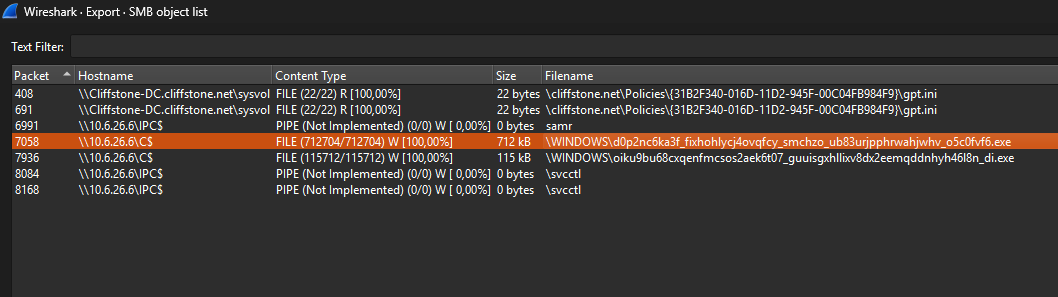 Wireshark · Export · SMB object list
Text Filter:
Packet Hostname Content Type Size Filename
408 \\Cliffstone-DC.cliffstone.net\sysvol FILE (22/22) R [100,00%] 22 bytes \cliffstone.net\Policies\{31B2F340-016D-11D2-945F-00C04FB984F9}\gpt.ini
691 \\Cliffstone-DC.cliffstone.net\sysvol FILE (22/22) R [100,00%] 22 bytes \cliffstone.net\Policies\{31B2F340-016D-11D2-945F-00C04FB984F9}\gpt.ini
6991 \\10.6.26.6\IPC$ PIPE (Not Implemented) (0/0) W [ 0,00%] 0 bytes samr
7058 \\10.6.26.6\C$ FILE (712704/712704) W [100,00%] 712 kB \WINDOWS\d0p2nc6ka3f_fixhohlycj4ovqfcy_smchzo_ub83urjpphrwahjwhv_o5c0fvf6.exe
7936 \\10.6.26.6\C$ FILE (115712/115712) W [100,00%] 115 kB \WINDOWS\oiku9bu68cxqenfmcsos2aek6t07_guuisgxhllixv8dx2eemqddnhyh46l8n_di.exe
8084 \\10.6.26.6\IPC$ PIPE (Not Implemented) (0/0) W [ 0,00%] 0 bytes \svcctl
8168 \\10.6.26.6\IPC$ PIPE (Not Implemented) (0/0) W [ 0,00%] 0 bytes \svcctl